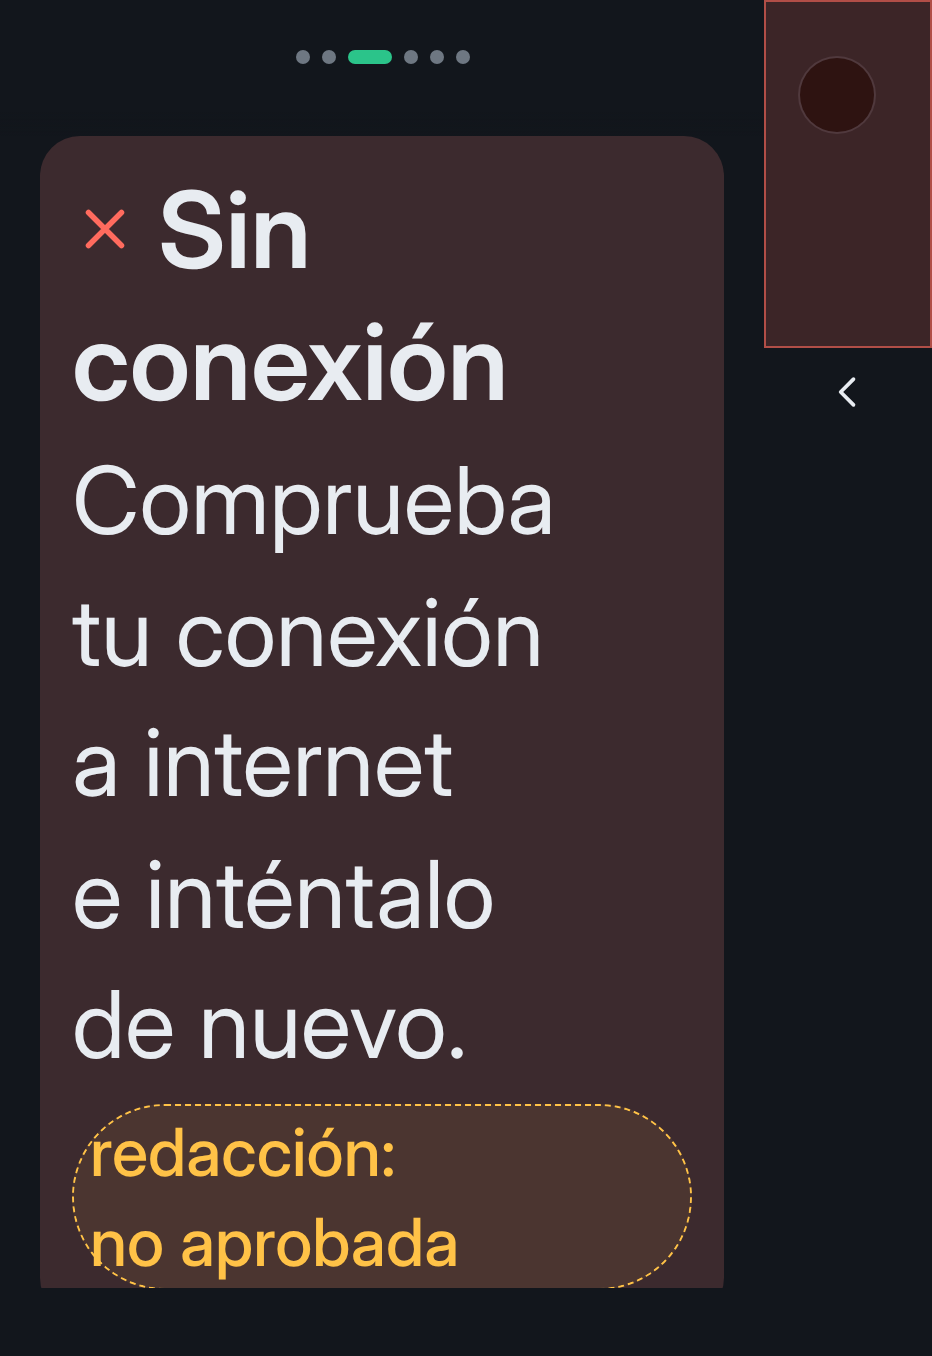 Sin
conexión
Comprueba
tu conexión
a internet
e inténtalo
de nuevo.
redacción:
no aprobada